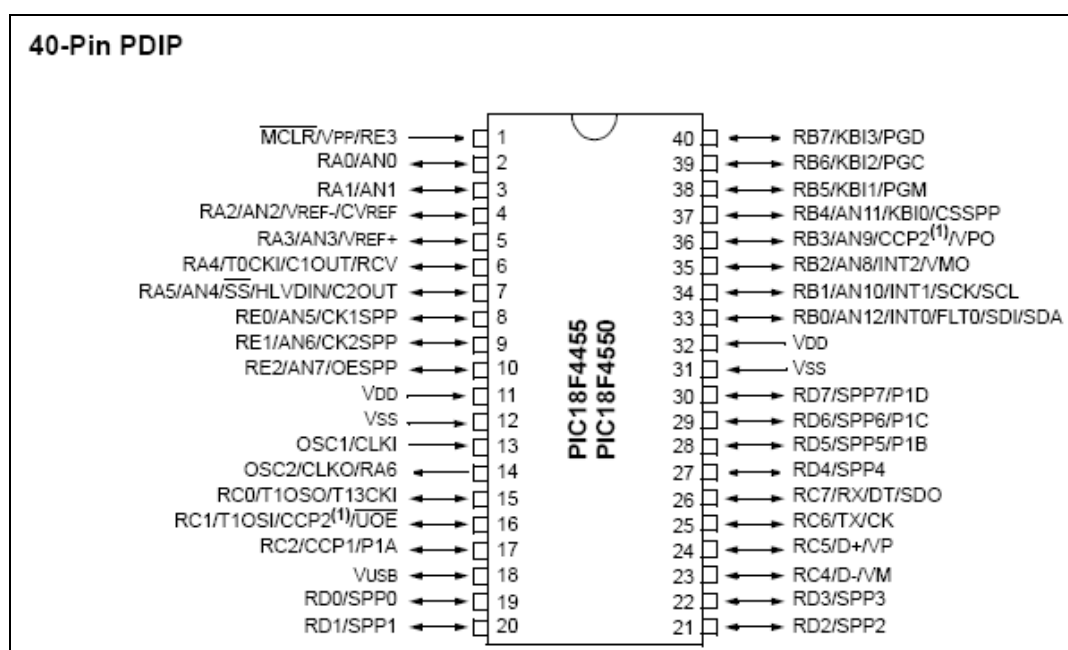 40-Pin PDIP
MCLR/VPP/RE3 1
RA0/AN0 2
RA1/AN1 3
RA2/AN2/VREF-/CVREF 4
RA3/AN3/VREF+ 5
RA4/T0CKI/C1OUT/RCV 6
RA5/AN4/SS/HLVDIN/C2OUT 7
RE0/AN5/CK1SPP 8
RE1/AN6/CK2SPP 9
RE2/AN7/OESPP 10
VDD 11
VSS 12
OSC1/CLKI 13
OSC2/CLKO/RA6 14
RC0/T1OSO/T13CKI 15
RC1/T1OSI/CCP2(1)/UOE 16
RC2/CCP1/P1A 17
VUSB 18
RD0/SPP0 19
RD1/SPP1 20
PIC18F4455
PIC18F4550
40 RB7/KBI3/PGD
39 RB6/KBI2/PGC
38 RB5/KBI1/PGM
37 RB4/AN11/KBI0/CSSPP
36 RB3/AN9/CCP2(1)/VPO
35 RB2/AN8/INT2/VMO
34 RB1/AN10/INT1/SCK/SCL
33 RB0/AN12/INT0/FLT0/SDI/SDA
32 VDD
31 VSS
30 RD7/SPP7/P1D
29 RD6/SPP6/P1C
28 RD5/SPP5/P1B
27 RD4/SPP4
26 RC7/RX/DT/SDO
25 RC6/TX/CK
24 RC5/D+/VP
23 RC4/D-/VM
22 RD3/SPP3
21 RD2/SPP2